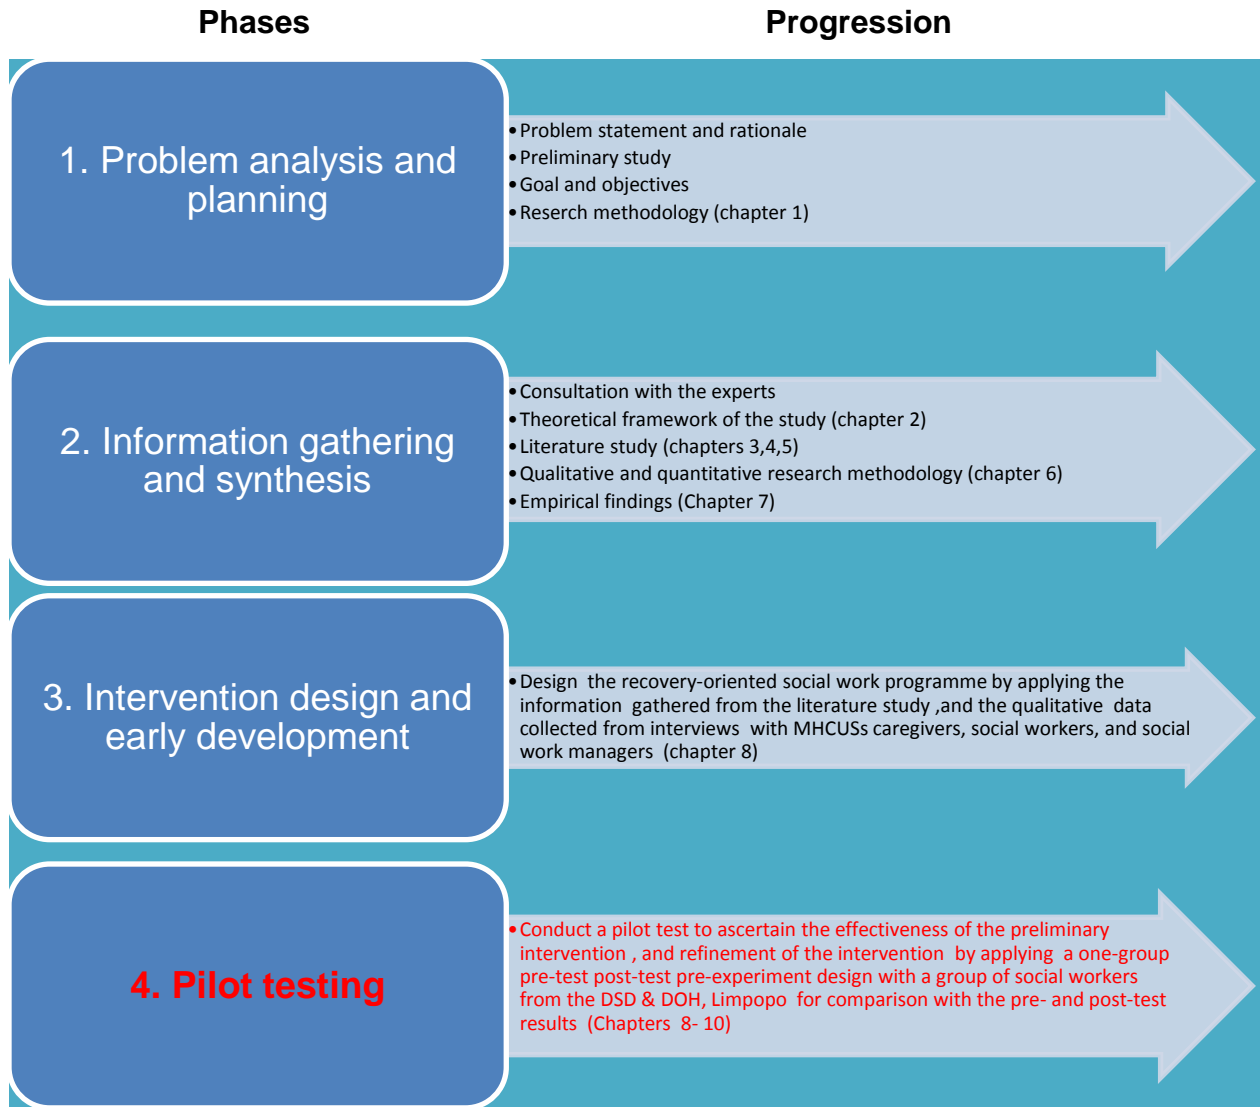 Phases
Progression
1. Problem analysis and
planning
•Problem statement and rationale
•Preliminary study
•Goal and objectives
•Reserch methodology (chapter 1)
2. Information gathering
and synthesis
•Consultation with the experts
•Theoretical framework of the study (chapter 2)
•Literature study (chapters 3,4,5)
•Qualitative and quantitative research methodology (chapter 6)
•Empirical findings (Chapter 7)
3. Intervention design and
early development
•Design the recovery-oriented social work programme by applying the
information gathered from the literature study ,and the qualitative data
collected from interviews with MHCUSs caregivers, social workers, and social
work managers (chapter 8)
4. Pilot testing
•Conduct a pilot test to ascertain the effectiveness of the preliminary
intervention , and refinement of the intervention by applying a one-group
pre-test post-test pre-experiment design with a group of social workers
from the DSD & DOH, Limpopo for comparison with the pre- and post-test
results (Chapters 8- 10)